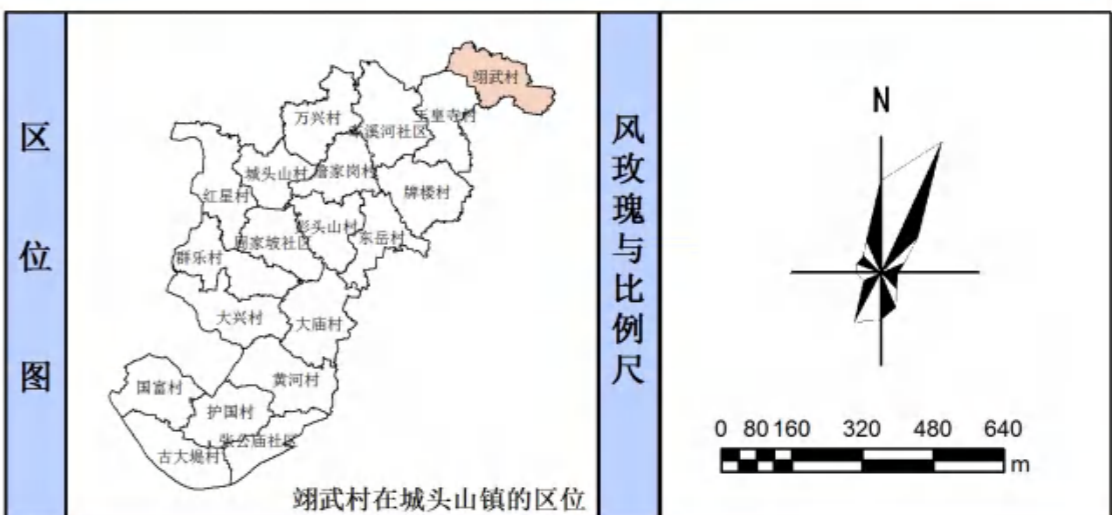 区位图
翊武村
玉皇寺村
万兴村
溪河社区
城头山村
詹家岗村
牌楼村
红星村
彭头山村
周家坡社区
东岳村
群乐村
大兴村
大庙村
黄河村
国富村
护国村
张公庙社区
古大堤村
翊武村在城头山镇的区位
风玫瑰与比例尺
N
0 80 160 320 480 640
m